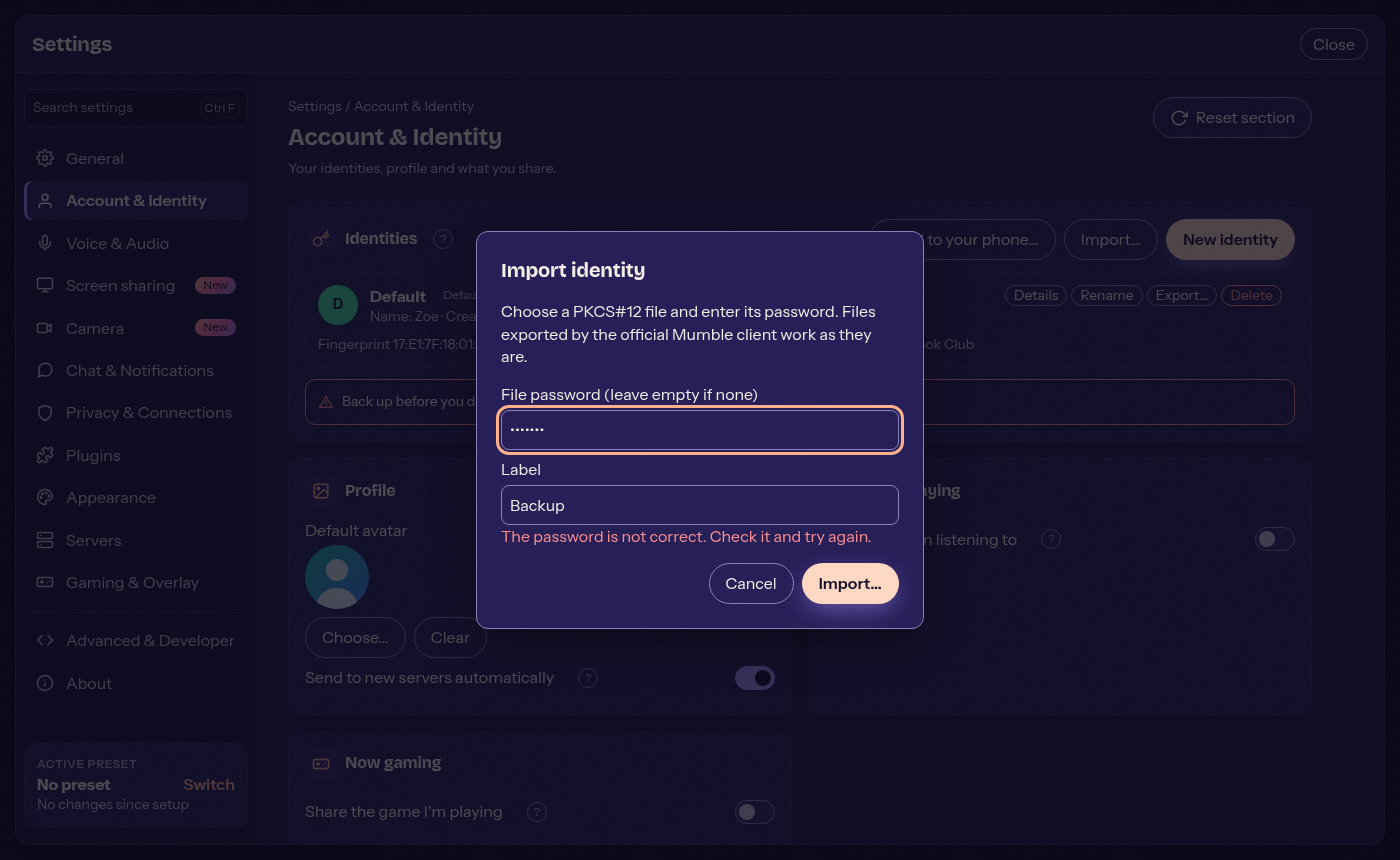 Settings
Close
Search settings
Ctrl F
General
Account & Identity
Voice & Audio
Screen sharing
New
Camera
New
Chat & Notifications
Privacy & Connections
Plugins
Appearance
Servers
Gaming & Overlay
Advanced & Developer
About
ACTIVE PRESET
No preset
Switch
No changes since setup
Settings / Account & Identity
Account & Identity
Your identities, profile and what you share.
Reset section
Identities
?
to your phone...
Import...
New identity
D
Default
Name: Zoe
Fingerprint 17:E1:7F:18:01:
Details
Rename
Export...
Delete
Club
Back up before you
Import identity
Choose a PKCS#12 file and enter its password. Files
exported by the official Mumble client work as they
are.
File password (leave empty if none)
•••••••
Label
Backup
The password is not correct. Check it and try again.
Cancel
Import...
Profile
Default avatar
Choose...
Clear
Send to new servers automatically
?
listening to
?
Now gaming
Share the game I'm playing
?